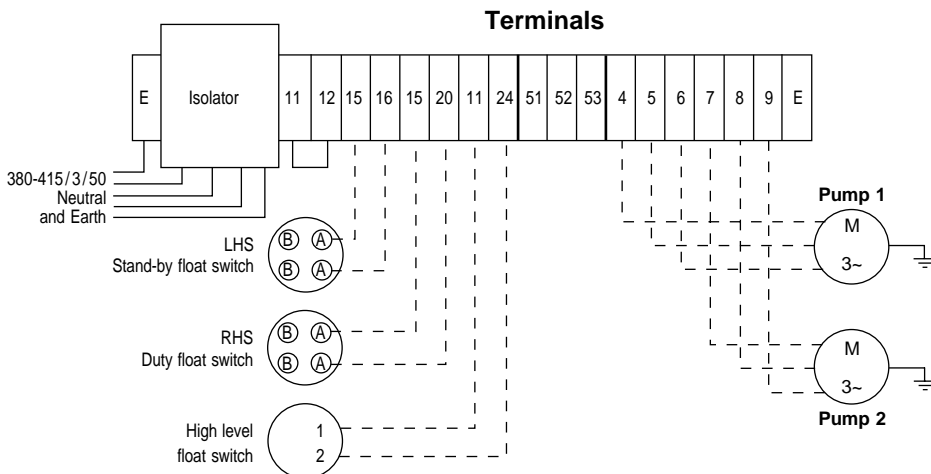 Terminals
E Isolator 11 12 15 16 15 20 11 24 51 52 53 4 5 6 7 8 9 E
380-415/3/50
Neutral
and Earth
LHS
Stand-by float switch
B A
B A
RHS
Duty float switch
B A
B A
High level
float switch
1
2
Pump 1
M
3~
M
3~
Pump 2